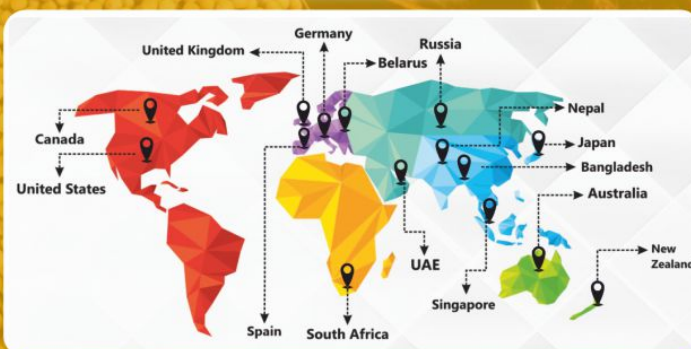 Germany
Russia
United Kingdom
Belarus
Nepal
Canada
Japan
Bangladesh
United States
Australia
New
Zealand
UAE
Singapore
Spain
South Africa